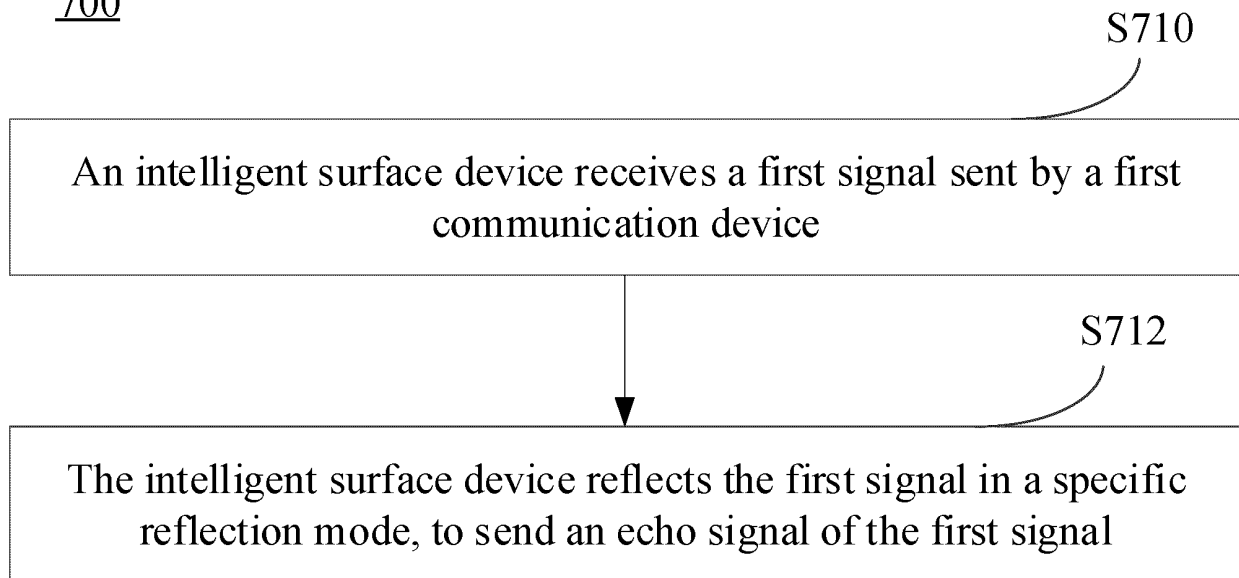 700
S710
An intelligent surface device receives a first signal sent by a first
communication device
S712
The intelligent surface device reflects the first signal in a specific
reflection mode, to send an echo signal of the first signal